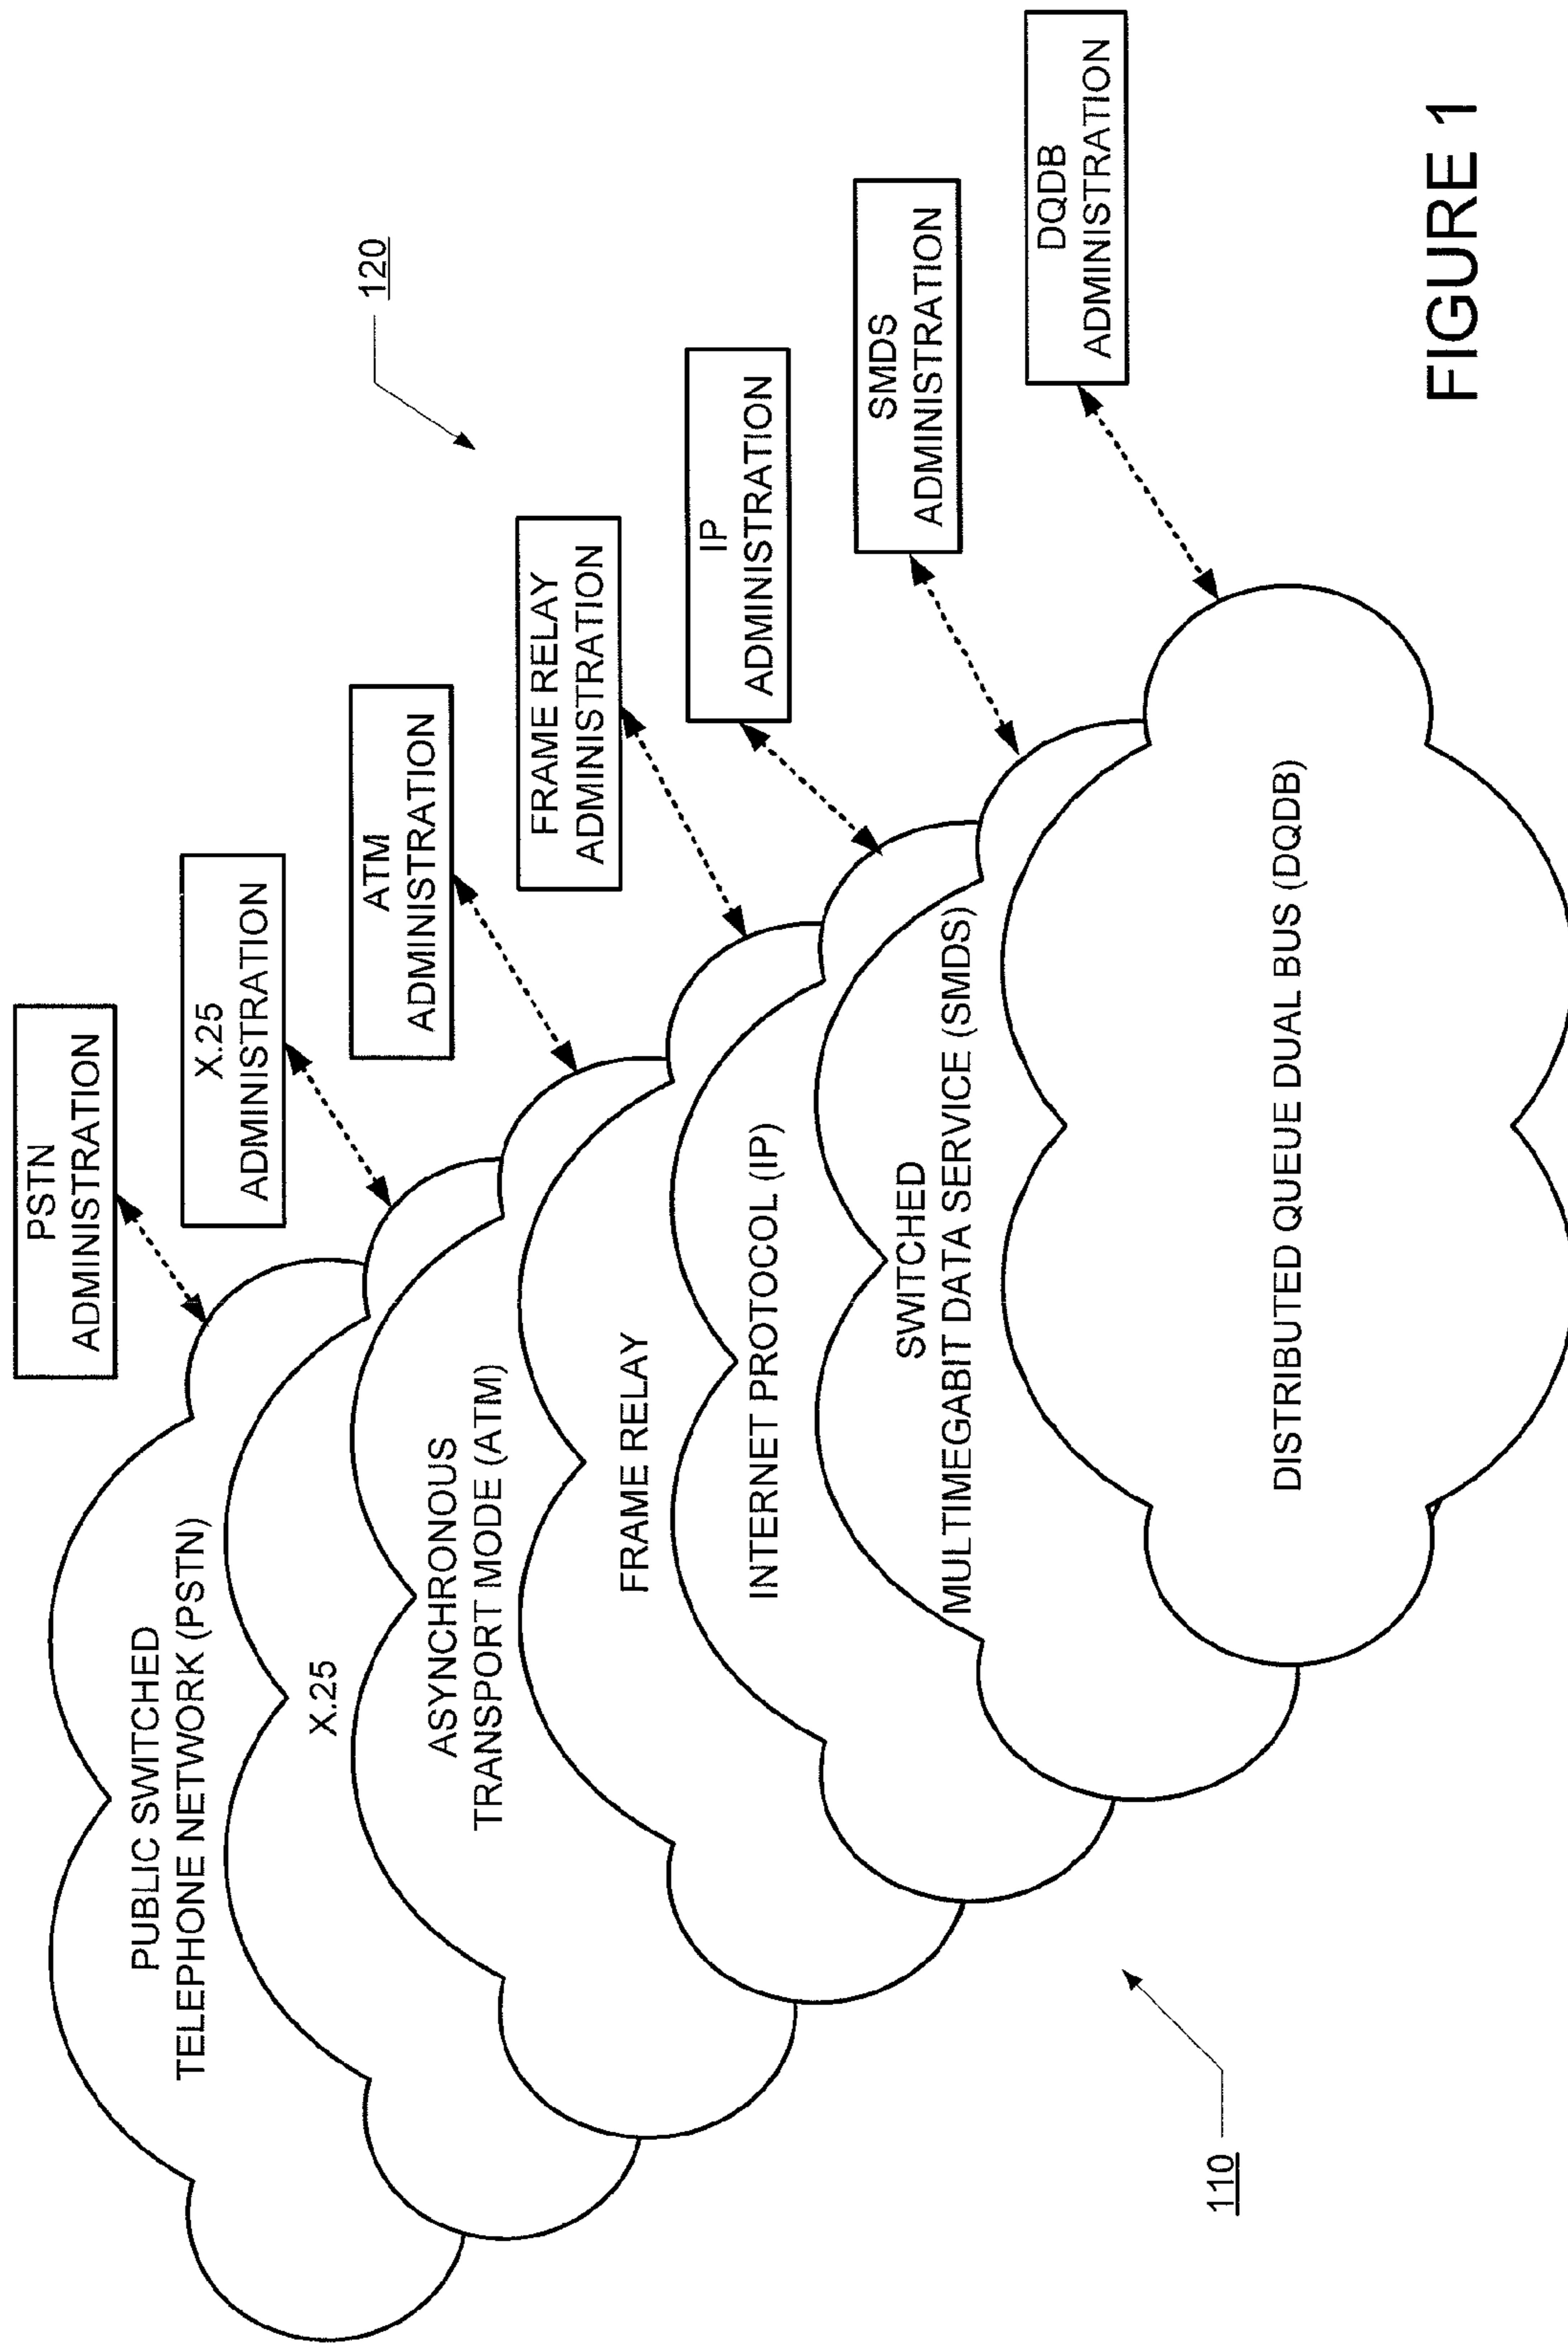 PUBLIC SWITCHED
TELEPHONE NETWORK (PSTN)
X.25
ASYNCHRONOUS
TRANSPORT MODE (ATM)
FRAME RELAY
INTERNET PROTOCOL (IP)
SWITCHED
MULTIMEGABIT DATA SERVICE (SMDS)
DISTRIBUTED QUEUE DUAL BUS (DQDB)
PSTN
ADMINISTRATION
X.25
ADMINISTRATION
ATM
ADMINISTRATION
FRAME RELAY
ADMINISTRATION
IP
ADMINISTRATION
SMDS
ADMINISTRATION
DQDB
ADMINISTRATION
120
110
FIGURE 1